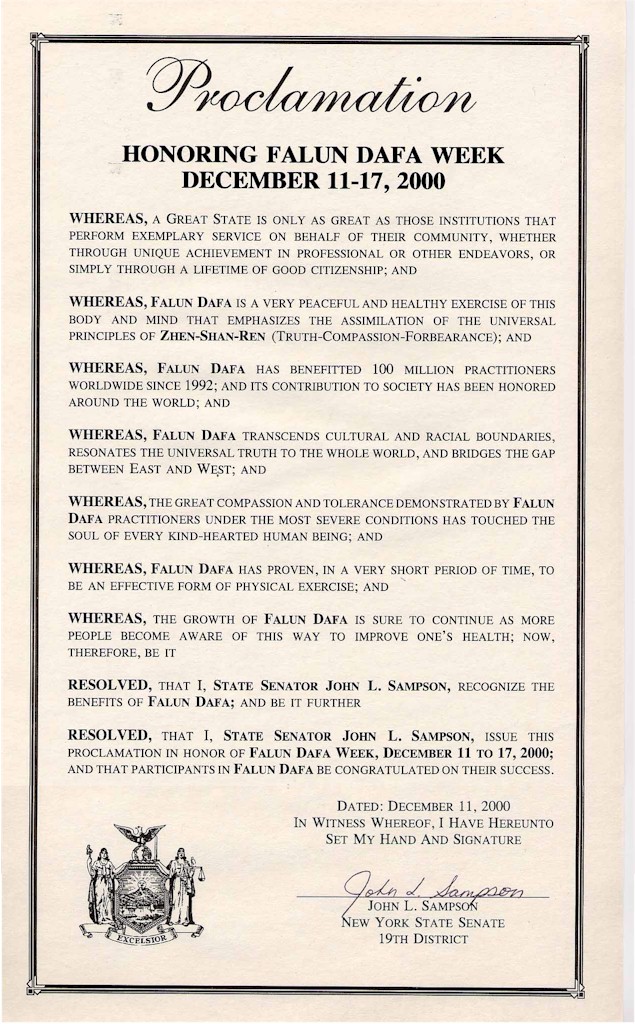 Proclamation
HONORING FALUN DAFA WEEK
DECEMBER 11-17, 2000
WHEREAS, A GREAT STATE IS ONLY AS GREAT AS THOSE INSTITUTIONS THAT
PERFORM EXEMPLARY SERVICE ON BEHALF OF THEIR COMMUNITY, WHETHER
THROUGH UNIQUE ACHIEVEMENT IN PROFESSIONAL OR OTHER ENDEAVORS, OR
SIMPLY THROUGH A LIFETIME OF GOOD CITIZENSHIP; AND
WHEREAS, FALUN DAFA IS A VERY PEACEFUL AND HEALTHY EXERCISE OF THIS
BODY AND MIND THAT EMPHASIZES THE ASSIMILATION OF THE UNIVERSAL
PRINCIPLES OF ZHEN-SHAN-REN (TRUTH-COMPASSION-FORBEARANCE); AND
WHEREAS, FALUN DAFA HAS BENEFITTED 100 MILLION PRACTITIONERS
WORLDWIDE SINCE 1992; AND ITS CONTRIBUTION TO SOCIETY HAS BEEN HONORED
AROUND THE WORLD; AND
WHEREAS, FALUN DAFA TRANSCENDS CULTURAL AND RACIAL BOUNDARIES,
RESONATES THE UNIVERSAL TRUTH TO THE WHOLE WORLD, AND BRIDGES THE GAP
BETWEEN EAST AND WEST; AND
WHEREAS, THE GREAT COMPASSION AND TOLERANCE DEMONSTRATED BY FALUN
DAFA PRACTITIONERS UNDER THE MOST SEVERE CONDITIONS HAS TOUCHED THE
SOUL OF EVERY KIND-HEARTED HUMAN BEING; AND
WHEREAS, FALUN DAFA HAS PROVEN, IN A VERY SHORT PERIOD OF TIME, TO
BE AN EFFECTIVE FORM OF PHYSICAL EXERCISE; AND
WHEREAS, THE GROWTH OF FALUN DAFA IS SURE TO CONTINUE AS MORE
PEOPLE BECOME AWARE OF THIS WAY TO IMPROVE ONE'S HEALTH; NOW,
THEREFORE, BE IT
RESOLVED, THAT I, STATE SENATOR JOHN L. SAMPSON, RECOGNIZE THE
BENEFITS OF FALUN DAFA; AND BE IT FURTHER
RESOLVED, THAT I, STATE SENATOR JOHN L. SAMPSON, ISSUE THIS
PROCLAMATION IN HONOR OF FALUN DAFA WEEK, DECEMBER 11 TO 17, 2000;
AND THAT PARTICIPANTS IN FALUN DAFA BE CONGRATULATED ON THEIR SUCCESS.
DATED: DECEMBER 11, 2000
IN WITNESS WHEREOF, I HAVE HEREUNTO
SET MY HAND AND SIGNATURE
John L. Sampson
JOHN L. SAMPSON
NEW YORK STATE SENATE
19TH DISTRICT
EXCELSIOR